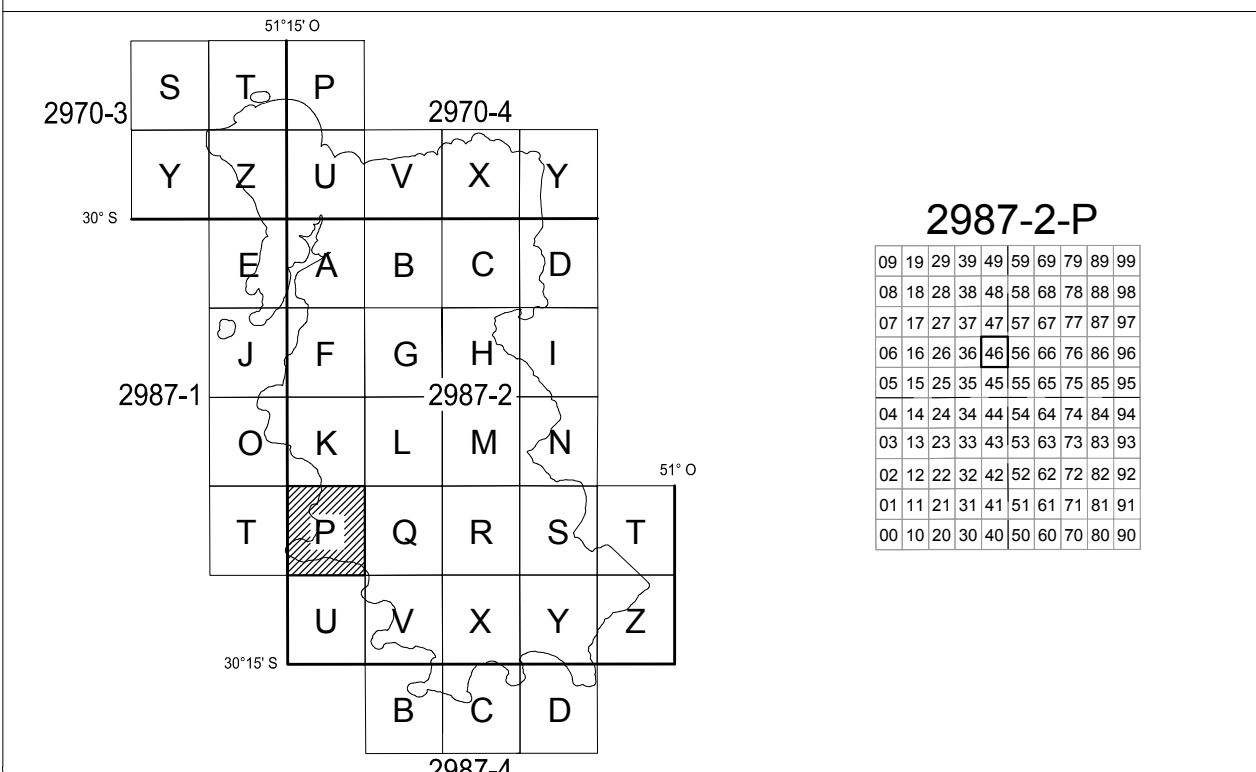 51°15' O
S T P
2970-3 2970-4
Y Z U V X Y
30° S
E A B C D
J F G H I
2987-1 2987-2
O K L M N
51° O
T P Q R S T
U V X Y Z
30°15' S
B C D
2987-4
2987-2-P
09 19 29 39 49 59 69 79 89 99
08 18 28 38 48 58 68 78 88 98
07 17 27 37 47 57 67 77 87 97
06 16 26 36 46 56 66 76 86 96
05 15 25 35 45 55 65 75 85 95
04 14 24 34 44 54 64 74 84 94
03 13 23 33 43 53 63 73 83 93
02 12 22 32 42 52 62 72 82 92
01 11 21 31 41 51 61 71 81 91
00 10 20 30 40 50 60 70 80 90